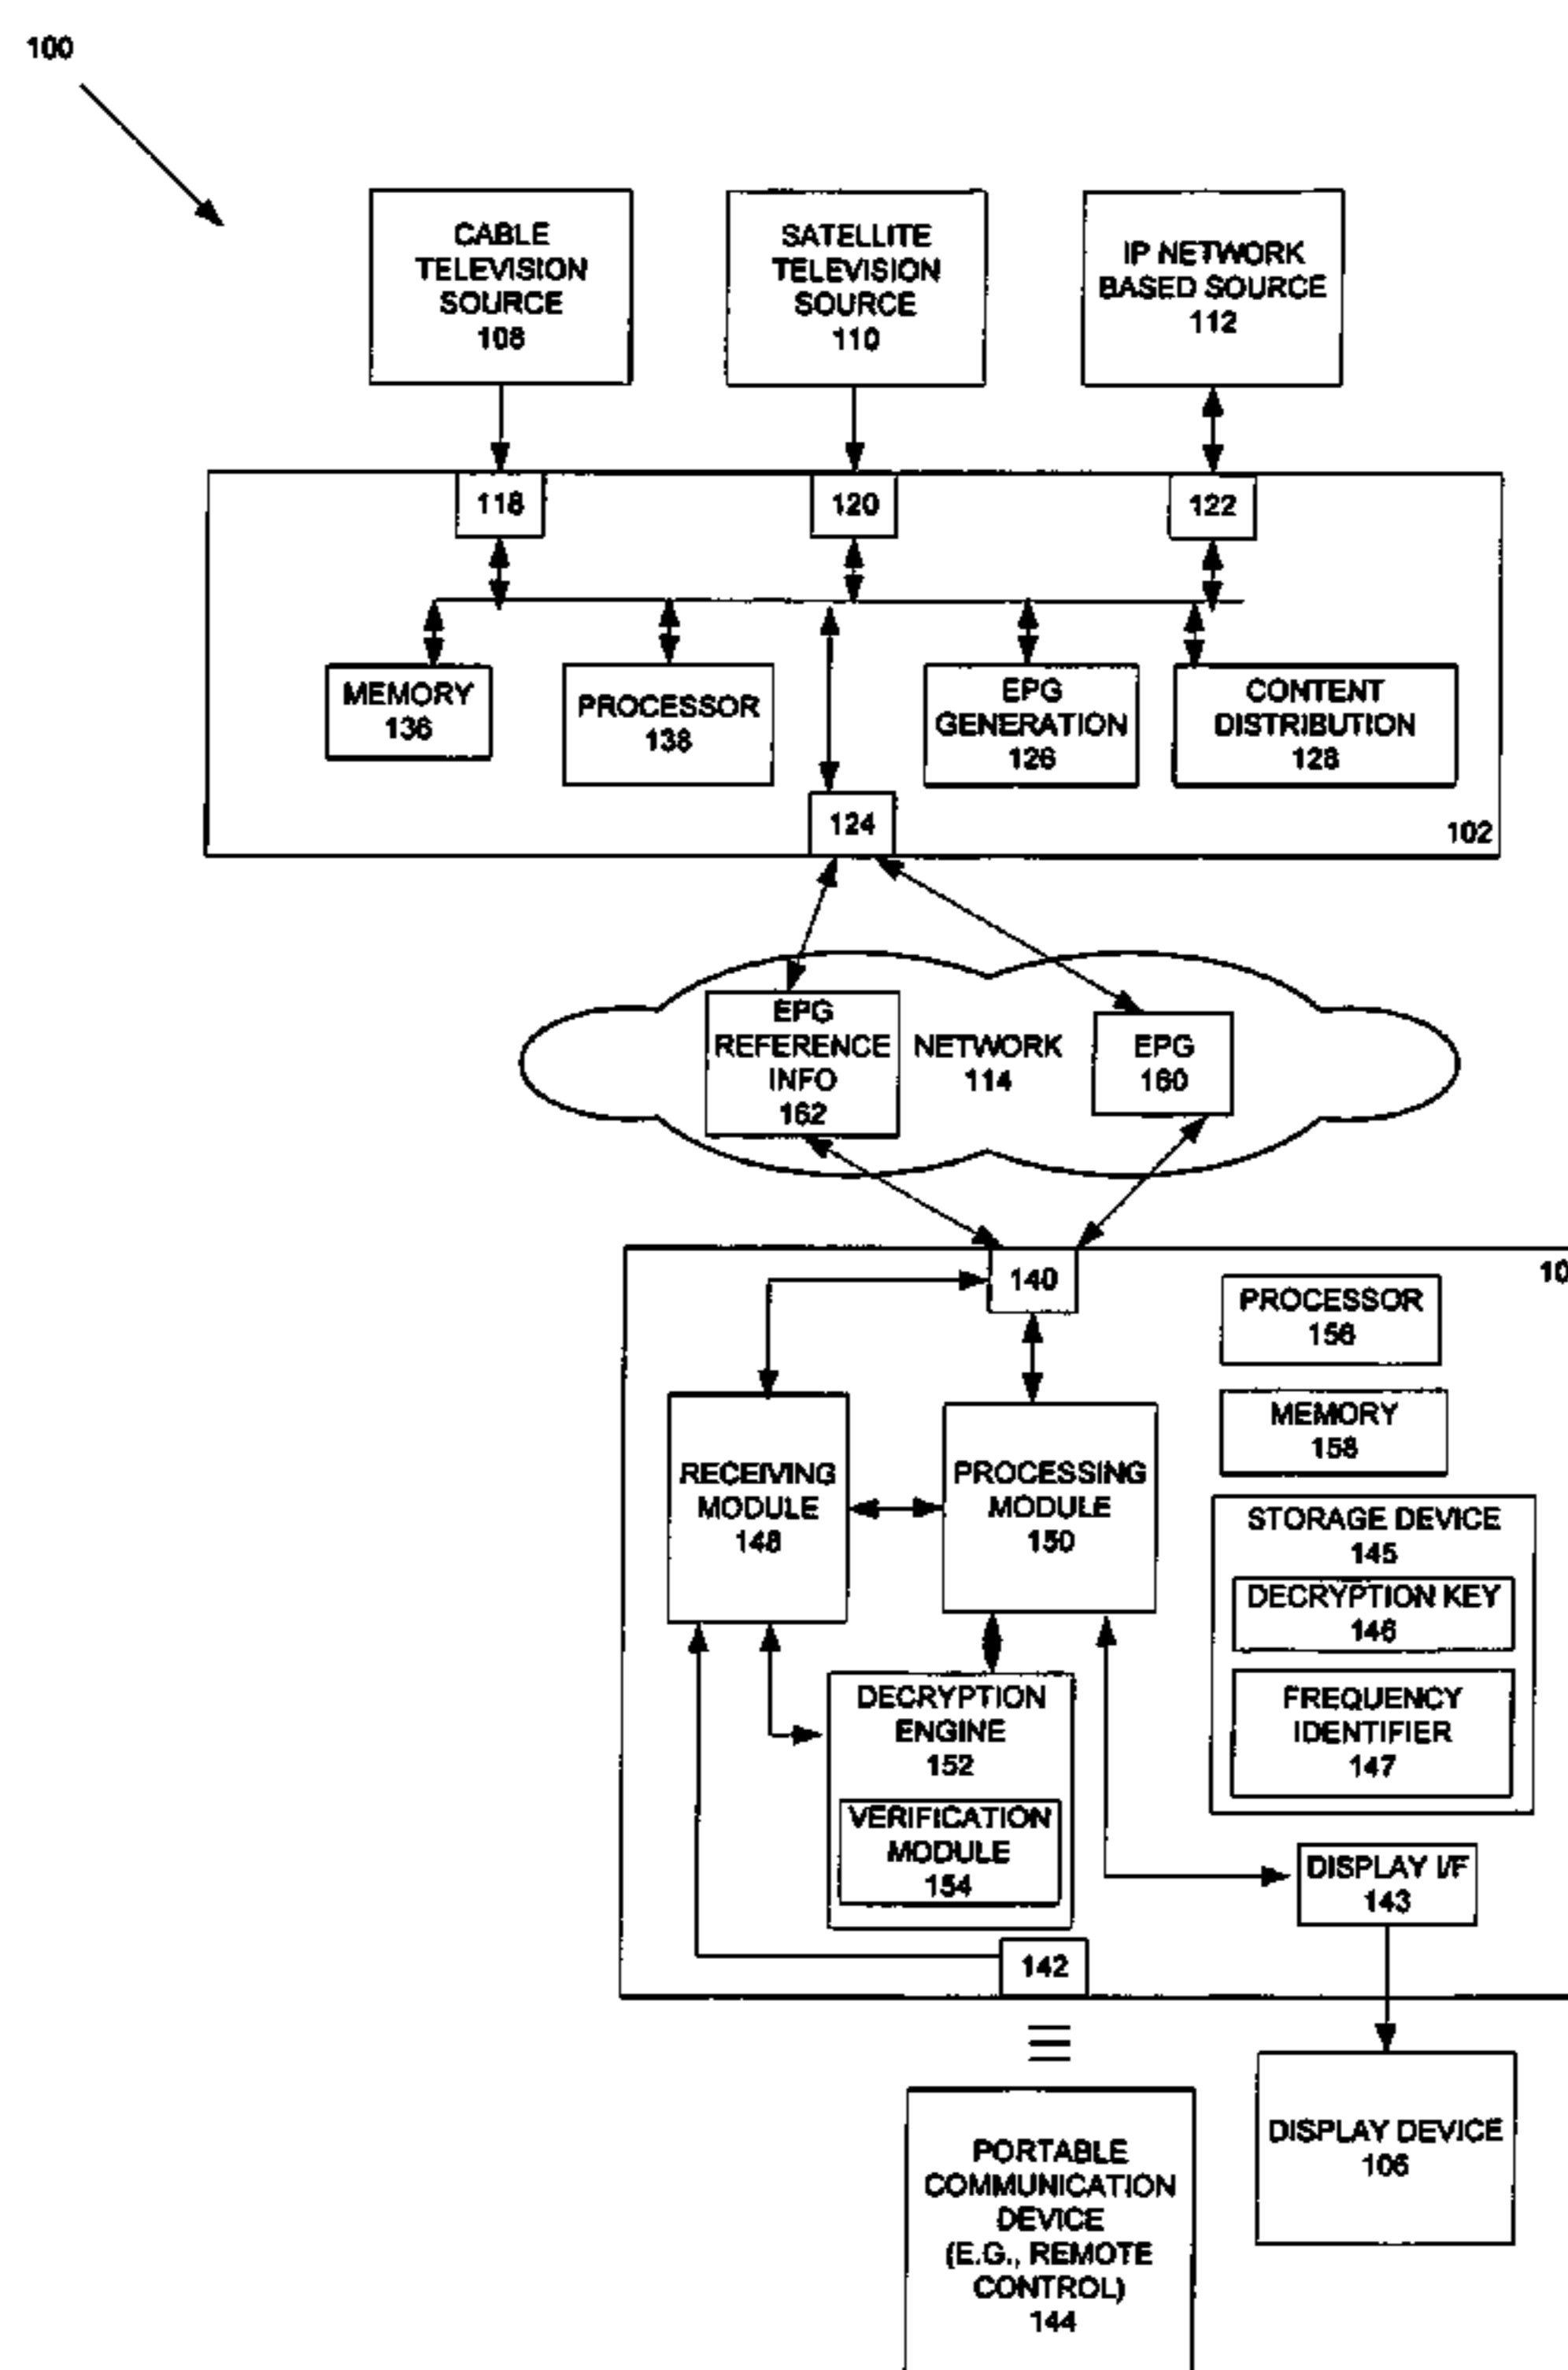 100
CABLE
TELEVISION
SOURCE
108
SATELLITE
TELEVISION
SOURCE
110
IP NETWORK
BASED SOURCE
112
118
120
122
MEMORY
136
PROCESSOR
138
EPG
GENERATION
126
CONTENT
DISTRIBUTION
128
124
102
EPG
REFERENCE
INFO
162
NETWORK
114
EPG
160
140
10
PROCESSOR
156
MEMORY
158
RECEIVING
MODULE
148
PROCESSING
MODULE
150
STORAGE DEVICE
145
DECRYPTION KEY
146
FREQUENCY
IDENTIFIER
147
DECRYPTION
ENGINE
152
VERIFICATION
MODULE
154
DISPLAY I/F
143
142
DISPLAY DEVICE
106
PORTABLE
COMMUNICATION
DEVICE
(E.G., REMOTE
CONTROL)
144